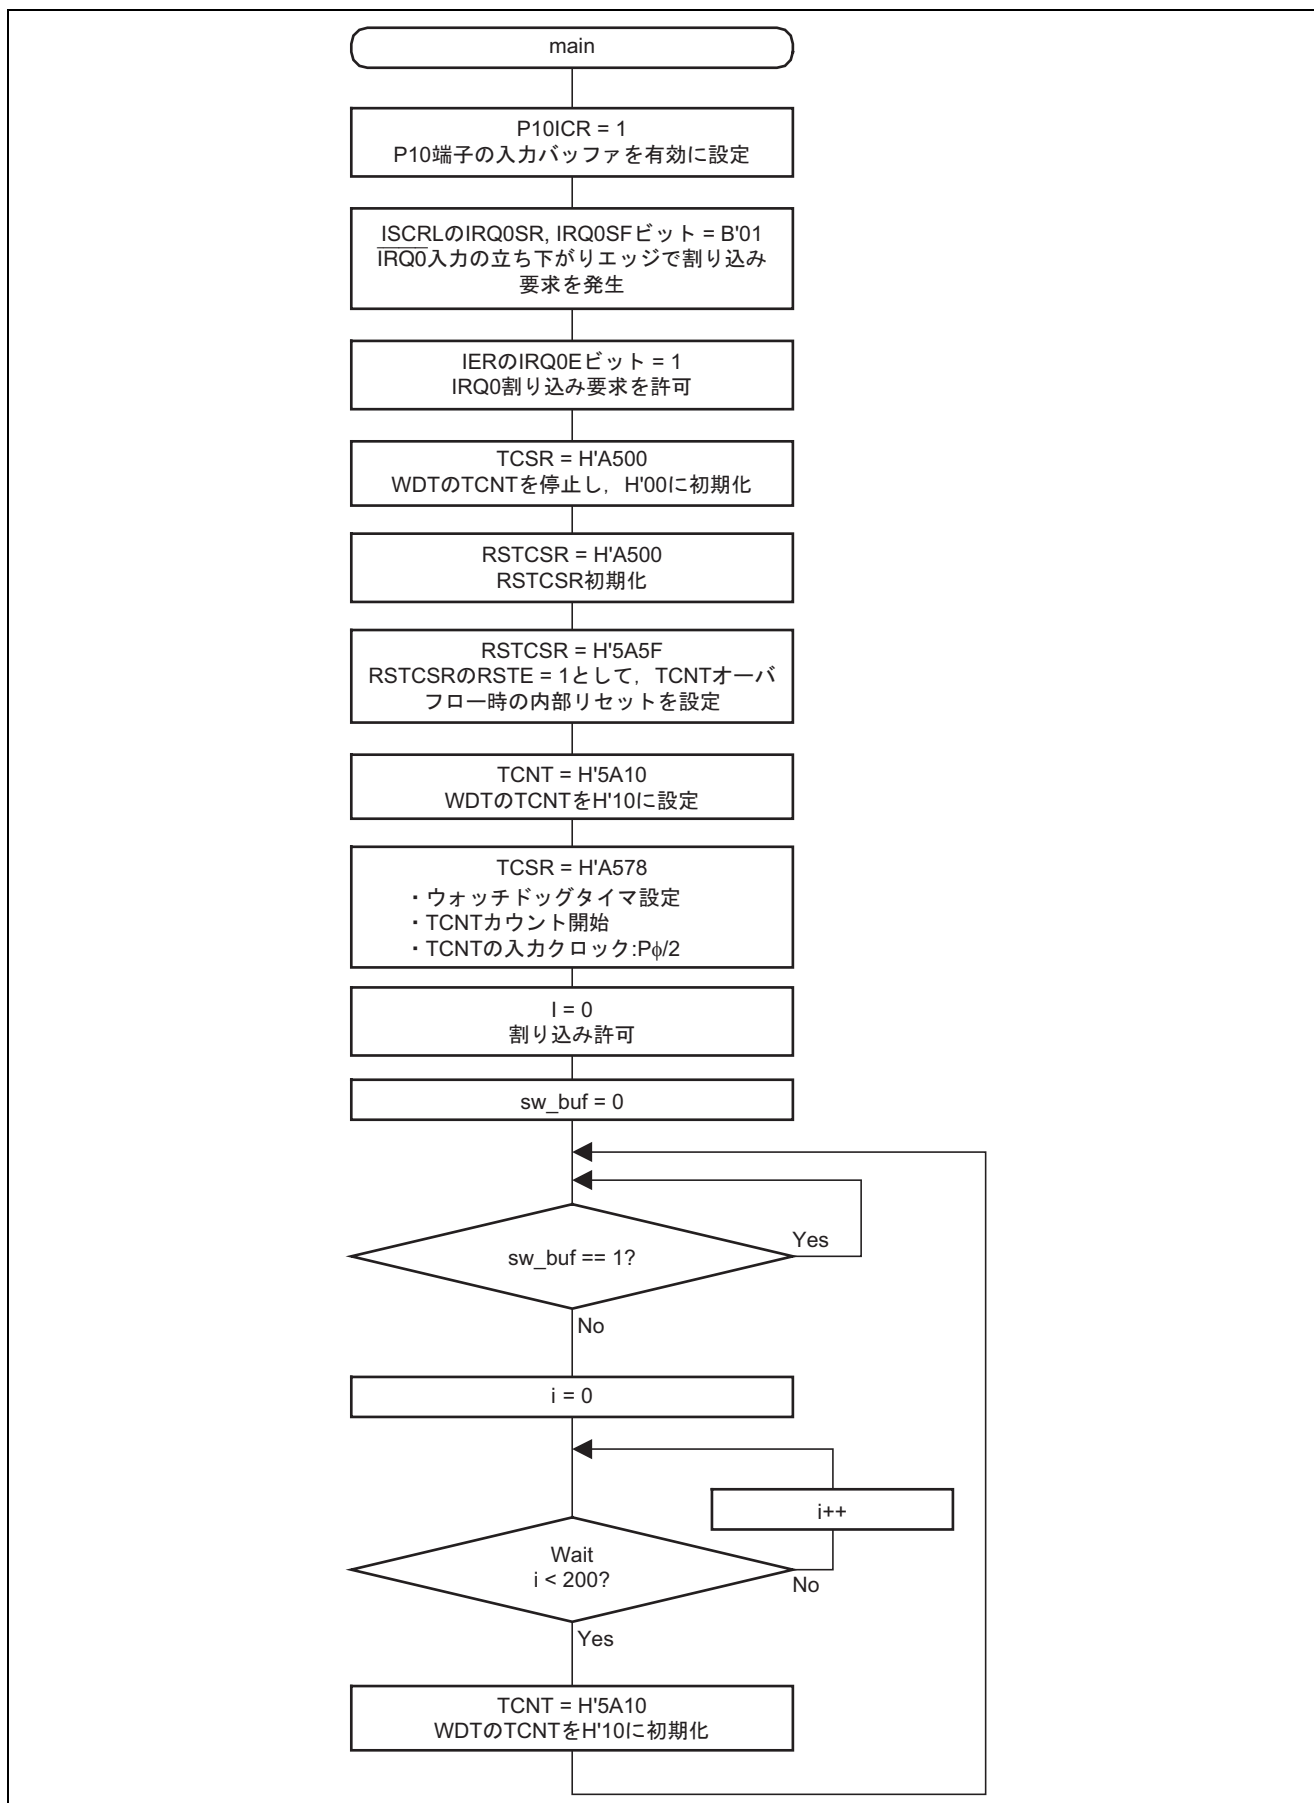 main
P10ICR = 1
P10端子の入力バッファを有効に設定
ISCRLのIRQ0SR, IRQ0SFビット = B'01
IRQ0入力の立ち下がりエッジで割り込み
要求を発生
IERのIRQ0Eビット = 1
IRQ0割り込み要求を許可
TCSR = H'A500
WDTのTCNTを停止し，H'00に初期化
RSTCSR = H'A500
RSTCSR初期化
RSTCSR = H'5A5F
RSTCSRのRSTE = 1として，TCNTオーバ
フロー時の内部リセットを設定
TCNT = H'5A10
WDTのTCNTをH'10に設定
TCSR = H'A578
・ウォッチドッグタイマ設定
・TCNTカウント開始
・TCNTの入力クロック:Pφ/2
I = 0
割り込み許可
sw_buf = 0
sw_buf == 1?
Yes
No
i = 0
i++
Wait
i < 200?
No
Yes
TCNT = H'5A10
WDTのTCNTをH'10に初期化